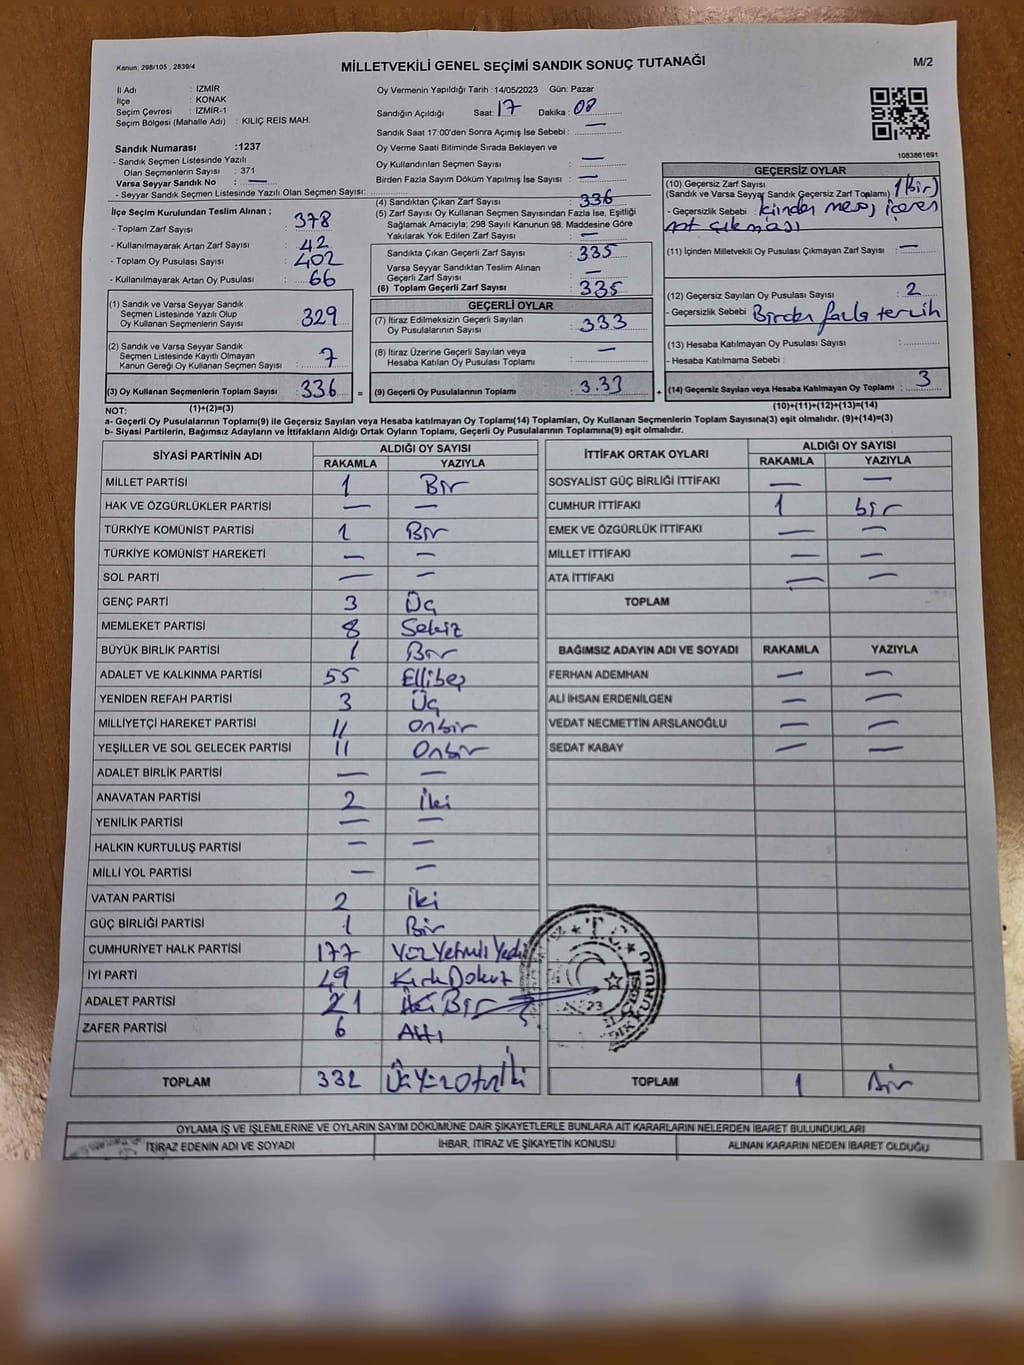 Kanun; 298/105 , 2839/4
MİLLETVEKİLİ GENEL SEÇİMİ SANDIK SONUÇ TUTANAĞI
M/2
İl Adı : İZMİR
İlçe : KONAK
Seçim Çevresi : İZMİR-1
Seçim Bölgesi (Mahalle Adı) : KILIÇ REİS MAH.
Oy Vermenin Yapıldığı Tarih : 14/05/2023 Gün: Pazar
Sandığın Açıldığı Saat: 17 Dakika : 00
Sandık Saat 17:00'den Sonra Açımış İse Sebebi : —
Sandık Numarası :1237
- Sandık Seçmen Listesinde Yazılı
Olan Seçmenlerin Sayısı : 371
Varsa Seyyar Sandık No : —
- Seyyar Sandık Seçmen Listesinde Yazılı Olan Seçmen Sayısı:
Oy Verme Saati Bitiminde Sırada Bekleyen ve
Oy Kullandırılan Seçmen Sayısı : —
Birden Fazla Sayım Döküm Yapılmış İse Sayısı : —
1083861691
İlçe Seçim Kurulundan Teslim Alınan ;
- Toplam Zarf Sayısı : 378
- Kullanılmayarak Artan Zarf Sayısı : 42
- Toplam Oy Pusulası Sayısı : 402
- Kullanılmayarak Artan Oy Pusulası : 66
(1) Sandık ve Varsa Seyyar Sandık
Seçmen Listesinde Yazılı Olup
Oy Kullanan Seçmenlerin Sayısı : 329
(2) Sandık ve Varsa Seyyar Sandık
Seçmen Listesinde Kayıtlı Olmayan
Kanun Gereği Oy Kullanan Seçmen Sayısı : 7
(3) Oy Kullanan Seçmenlerin Toplam Sayısı : 336
(1)+(2)=(3)
(4) Sandıktan Çıkan Zarf Sayısı : 336
(5) Zarf Sayısı Oy Kullanan Seçmen Sayısından Fazla İse, Eşitliği
Sağlamak Amacıyla; 298 Sayılı Kanunun 98. Maddesine Göre
Yakılarak Yok Edilen Zarf Sayısı : —
Sandıkta Çıkan Geçerli Zarf Sayısı : 335
Varsa Seyyar Sandıktan Teslim Alınan
Geçerli Zarf Sayısı : —
(6) Toplam Geçerli Zarf Sayısı : 335
GEÇERLİ OYLAR
(7) İtiraz Edilmeksizin Geçerli Sayılan
Oy Pusulalarının Sayısı : 333
(8) İtiraz Üzerine Geçerli Sayılan veya
Hesaba Katılan Oy Pusulası Toplamı : —
= (9) Geçerli Oy Pusulalarının Toplamı : 333 +
GEÇERSİZ OYLAR
(10) Geçersiz Zarf Sayısı
(Sandık ve Varsa Seyyar Sandık Geçersiz Zarf Toplamı) : 1(Bir)
- Geçersizlik Sebebi :
çıkması
(11) İçinden Milletvekili Oy Pusulası Çıkmayan Zarf Sayısı : —
(12) Geçersiz Sayılan Oy Pusulası Sayısı : 2
- Geçersizlik Sebebi : Birden fazla tercih
(13) Hesaba Katılmayan Oy Pusulası Sayısı :
- Hesaba Katılmama Sebebi :
(14) Geçersiz Sayılan veya Hesaba Katılmayan Oy Toplamı : 3
(10)+(11)+(12)+(13)=(14)
NOT:
a- Geçerli Oy Pusulalarının Toplamı(9) ile Geçersiz Sayılan veya Hesaba katılmayan Oy Toplamı(14) Toplamları, Oy Kullanan Seçmenlerin Toplam Sayısına(3) eşit olmalıdır. (9)+(14)=(3)
b- Siyasi Partilerin, Bağımsız Adayların ve İttifakların Aldığı Ortak Oyların Toplamı, Geçerli Oy Pusulalarının Toplamına(9) eşit olmalıdır.
SİYASİ PARTİNİN ADI
ALDIĞI OY SAYISI
RAKAMLA YAZIYLA
MİLLET PARTİSİ 1 Bir
HAK VE ÖZGÜRLÜKLER PARTİSİ — —
TÜRKİYE KOMÜNİST PARTİSİ 1 Bir
TÜRKİYE KOMÜNİST HAREKETİ — —
SOL PARTİ — —
GENÇ PARTİ 3 Üç
MEMLEKET PARTİSİ 8 Sekiz
BÜYÜK BİRLİK PARTİSİ 1 Bir
ADALET VE KALKINMA PARTİSİ 55 Ellibeş
YENİDEN REFAH PARTİSİ 3 Üç
MİLLİYETÇİ HAREKET PARTİSİ 11 Onbir
YEŞİLLER VE SOL GELECEK PARTİSİ 11 Onbir
ADALET BİRLİK PARTİSİ — —
ANAVATAN PARTİSİ 2 İki
YENİLİK PARTİSİ — —
HALKIN KURTULUŞ PARTİSİ — —
MİLLİ YOL PARTİSİ — —
VATAN PARTİSİ 2 İki
GÜÇ BİRLİĞİ PARTİSİ 1 Bir
CUMHURİYET HALK PARTİSİ 177 YüzYetmişYedi
İYİ PARTİ 49 KırkDokuz
ADALET PARTİSİ 1 Bir
ZAFER PARTİSİ 6 Altı
TOPLAM 332 ÜçYüzOtuzİki
İTTİFAK ORTAK OYLARI
ALDIĞI OY SAYISI
RAKAMLA YAZIYLA
SOSYALİST GÜÇ BİRLİĞİ İTTİFAKI — —
CUMHUR İTTİFAKI 1 bir
EMEK VE ÖZGÜRLÜK İTTİFAKI — —
MİLLET İTTİFAKI — —
ATA İTTİFAKI — —
TOPLAM
BAĞIMSIZ ADAYIN ADI VE SOYADI RAKAMLA YAZIYLA
FERHAN ADEMHAN — —
ALİ İHSAN ERDENİLGEN — —
VEDAT NECMETTİN ARSLANOĞLU — —
SEDAT KABAY — —
TOPLAM 1 Bir
T.C.
OYLAMA İŞ VE İŞLEMLERİNE VE OYLARIN SAYIM DÖKÜMÜNE DAİR ŞİKAYETLERLE BUNLARA AİT KARARLARIN NELERDEN İBARET BULUNDUKLARI
İTİRAZ EDENİN ADI VE SOYADI
İHBAR, İTİRAZ VE ŞİKAYETİN KONUSU
ALINAN KARARIN NEDEN İBARET OLDUĞU